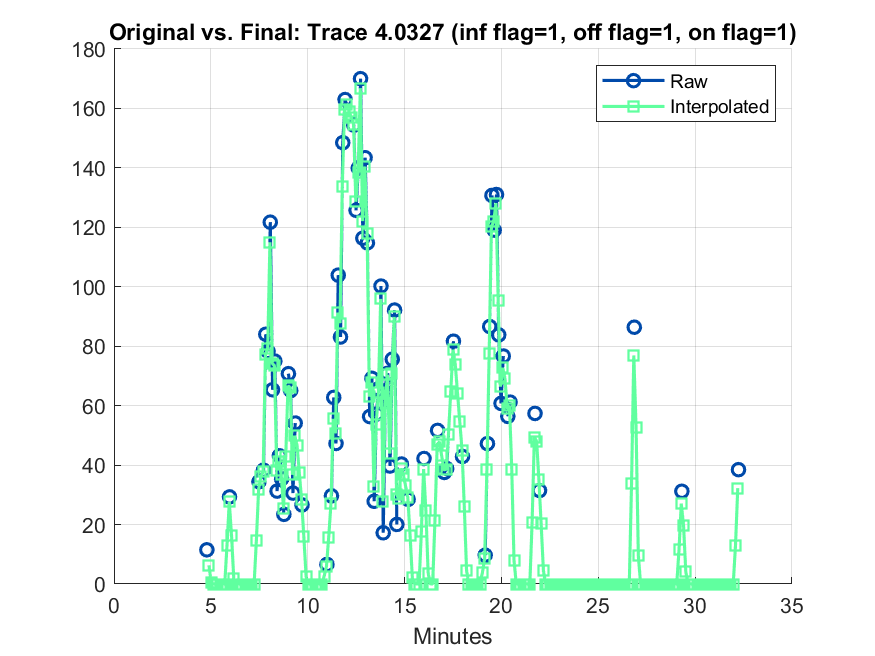 Original vs. Final: Trace 4.0327 (inf flag=1, off flag=1, on flag=1)
180
160
140
120
100
80
60
40
20
0
Raw
Interpolated
0 5 10 15 20 25 30 35
Minutes